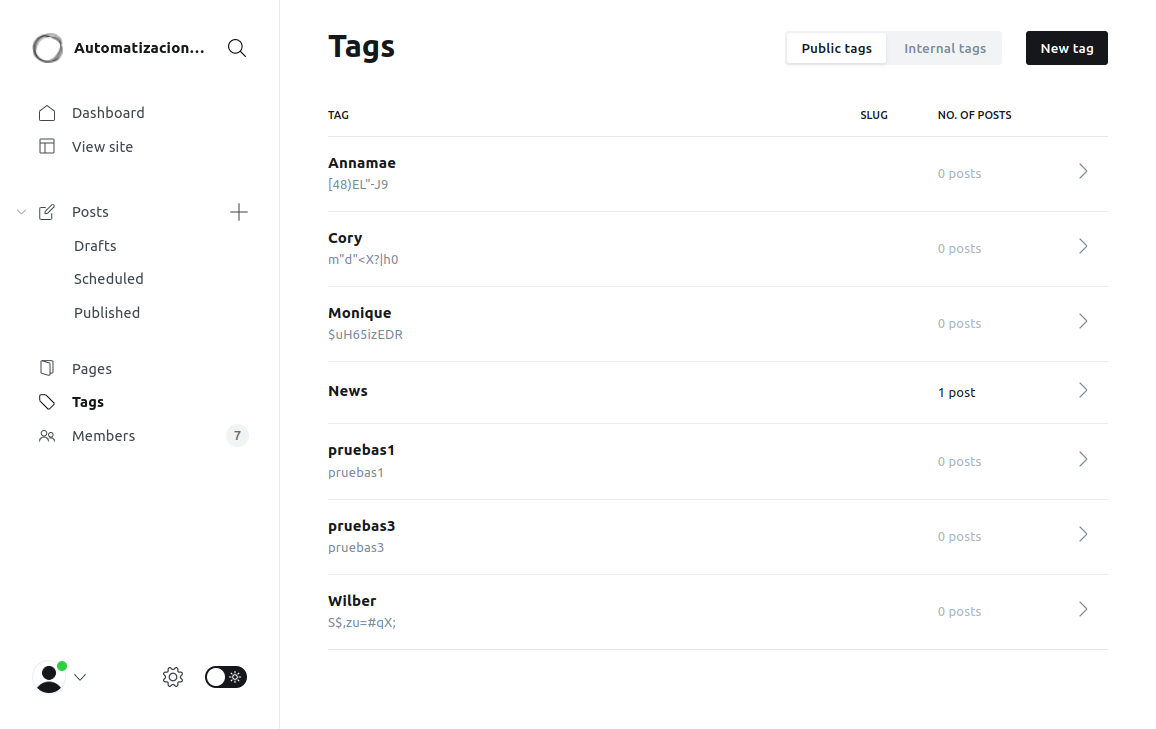 Automatizacion...
Dashboard
View site
Posts
Drafts
Scheduled
Published
Pages
Tags
Members 7
Tags
Public tags Internal tags New tag
TAG SLUG NO. OF POSTS
Annamae
[48)EL"-J9
0 posts
Cory
m"d"<X?|h0
0 posts
Monique
$uH65izEDR
0 posts
News
1 post
pruebas1
pruebas1
0 posts
pruebas3
pruebas3
0 posts
Wilber
S$,zu=#qX;
0 posts